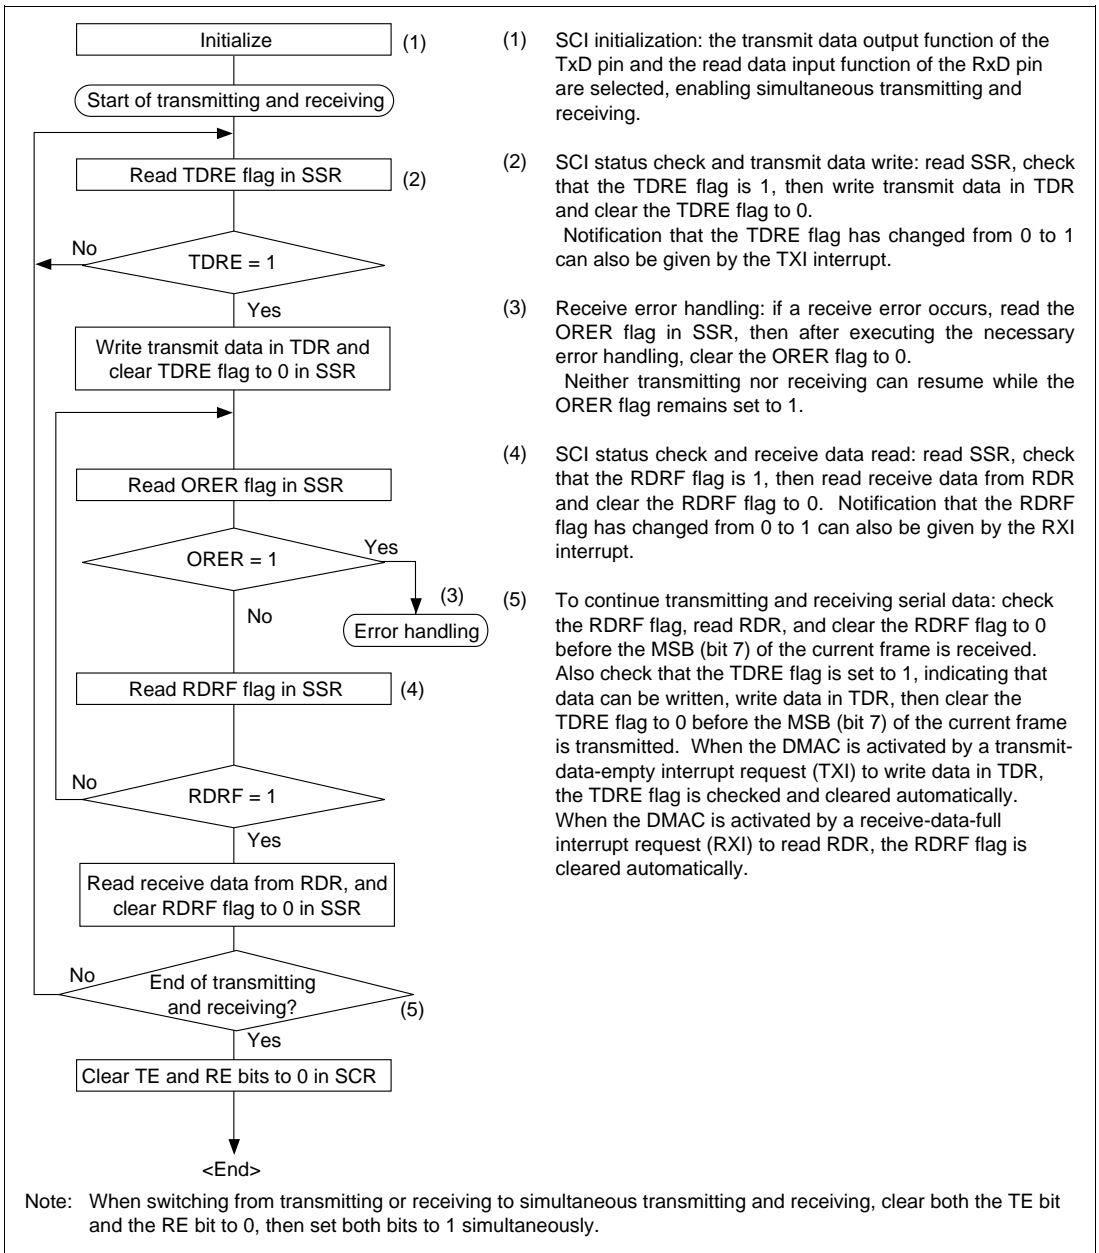 Initialize
(1)
Start of transmitting and receiving
Read TDRE flag in SSR
(2)
No
TDRE = 1
Yes
Write transmit data in TDR and
clear TDRE flag to 0 in SSR
Read ORER flag in SSR
Yes
ORER = 1
(3)
No
Error handling
Read RDRF flag in SSR
(4)
No
RDRF = 1
Yes
Read receive data from RDR, and
clear RDRF flag to 0 in SSR
No
End of transmitting
and receiving?
(5)
Yes
Clear TE and RE bits to 0 in SCR
<End>
(1) SCI initialization: the transmit data output function of the
TxD pin and the read data input function of the RxD pin
are selected, enabling simultaneous transmitting and
receiving.
(2) SCI status check and transmit data write: read SSR, check
that the TDRE flag is 1, then write transmit data in TDR
and clear the TDRE flag to 0.
Notification that the TDRE flag has changed from 0 to 1
can also be given by the TXI interrupt.
(3) Receive error handling: if a receive error occurs, read the
ORER flag in SSR, then after executing the necessary
error handling, clear the ORER flag to 0.
Neither transmitting nor receiving can resume while the
ORER flag remains set to 1.
(4) SCI status check and receive data read: read SSR, check
that the RDRF flag is 1, then read receive data from RDR
and clear the RDRF flag to 0. Notification that the RDRF
flag has changed from 0 to 1 can also be given by the RXI
interrupt.
(5) To continue transmitting and receiving serial data: check
the RDRF flag, read RDR, and clear the RDRF flag to 0
before the MSB (bit 7) of the current frame is received.
Also check that the TDRE flag is set to 1, indicating that
data can be written, write data in TDR, then clear the
TDRE flag to 0 before the MSB (bit 7) of the current frame
is transmitted. When the DMAC is activated by a transmit-
data-empty interrupt request (TXI) to write data in TDR,
the TDRE flag is checked and cleared automatically.
When the DMAC is activated by a receive-data-full
interrupt request (RXI) to read RDR, the RDRF flag is
cleared automatically.
Note: When switching from transmitting or receiving to simultaneous transmitting and receiving, clear both the TE bit
and the RE bit to 0, then set both bits to 1 simultaneously.